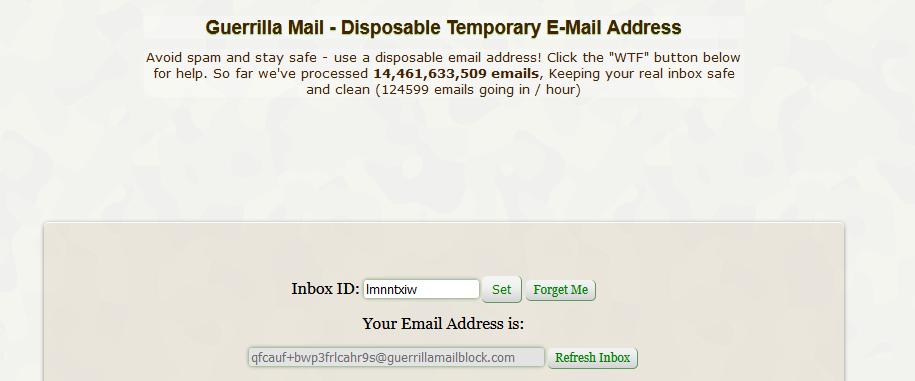 Guerrilla Mail - Disposable Temporary E-Mail Address
Avoid spam and stay safe - use a disposable email address! Click the "WTF" button below
for help. So far we've processed 14,461,633,509 emails, Keeping your real inbox safe
and clean (124599 emails going in / hour)
Inbox ID: lmnntxiw Set Forget Me
Your Email Address is:
qfcauf+bwp3frlcahr9s@guerrillamailblock.com Refresh Inbox